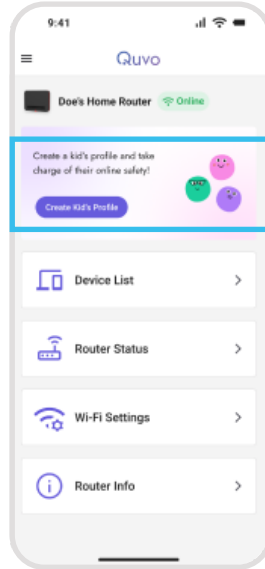 9:41
Quvo
Doe's Home Router Online
Create a kid's profile and take
charge of their online safety!
Create Kid's Profile
Device List
Router Status
Wi-Fi Settings
Router Info